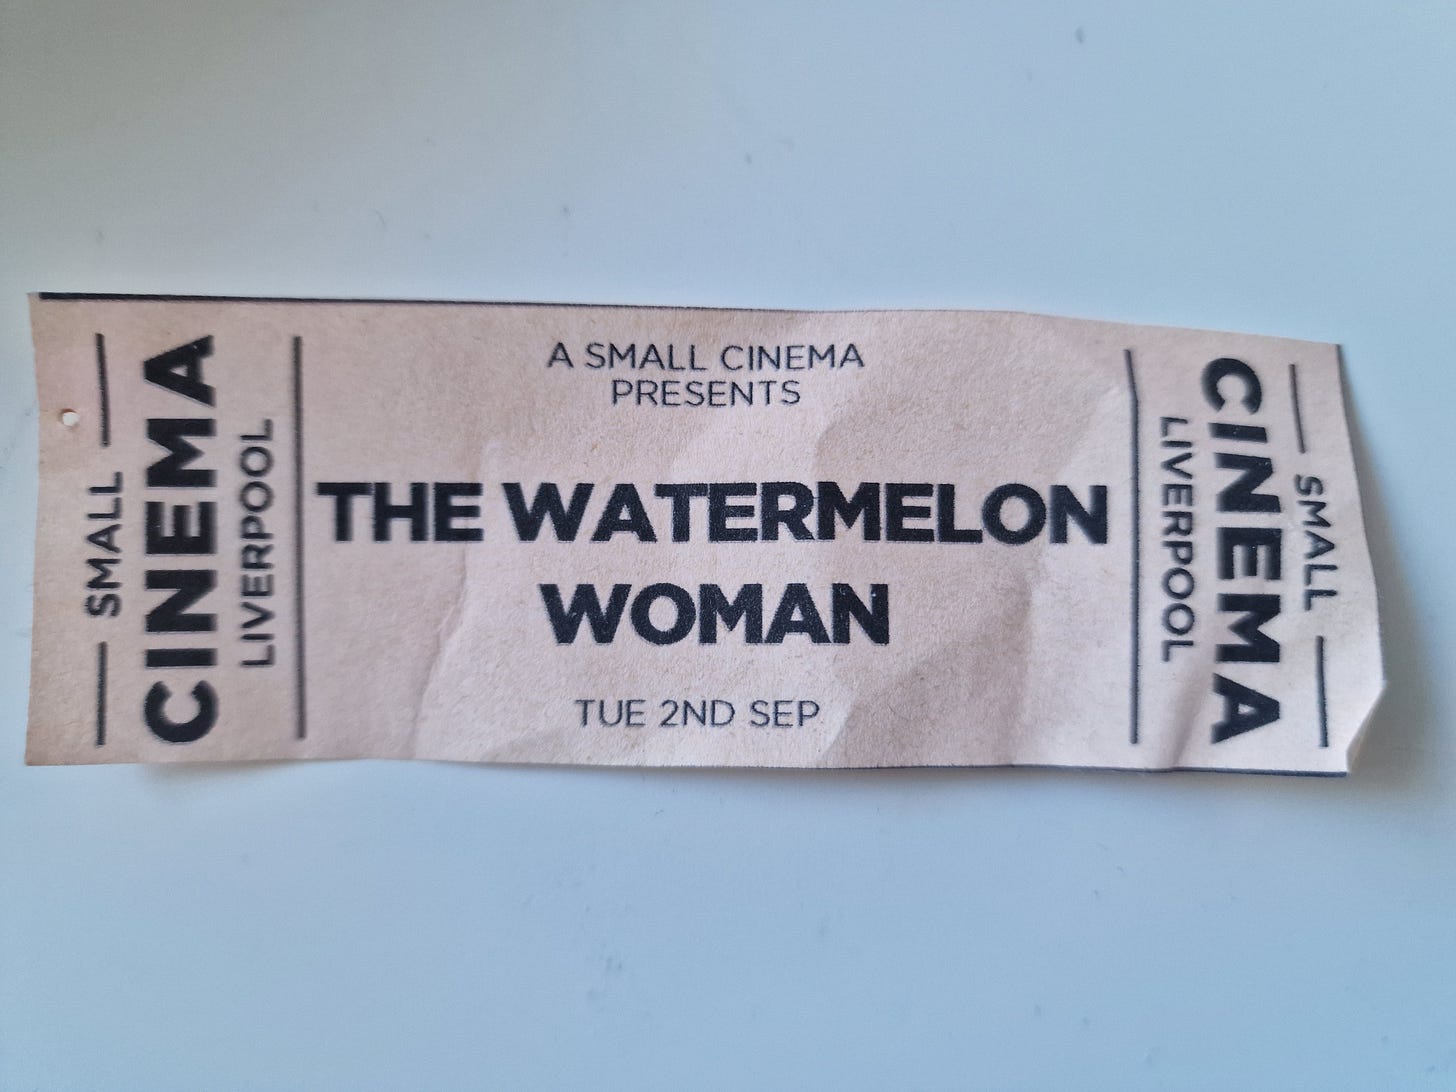 SMALL
CINEMA
LIVERPOOL
A SMALL CINEMA
PRESENTS
THE WATERMELON
WOMAN
TUE 2ND SEP
LIVERPOOL
CINEMA
SMALL